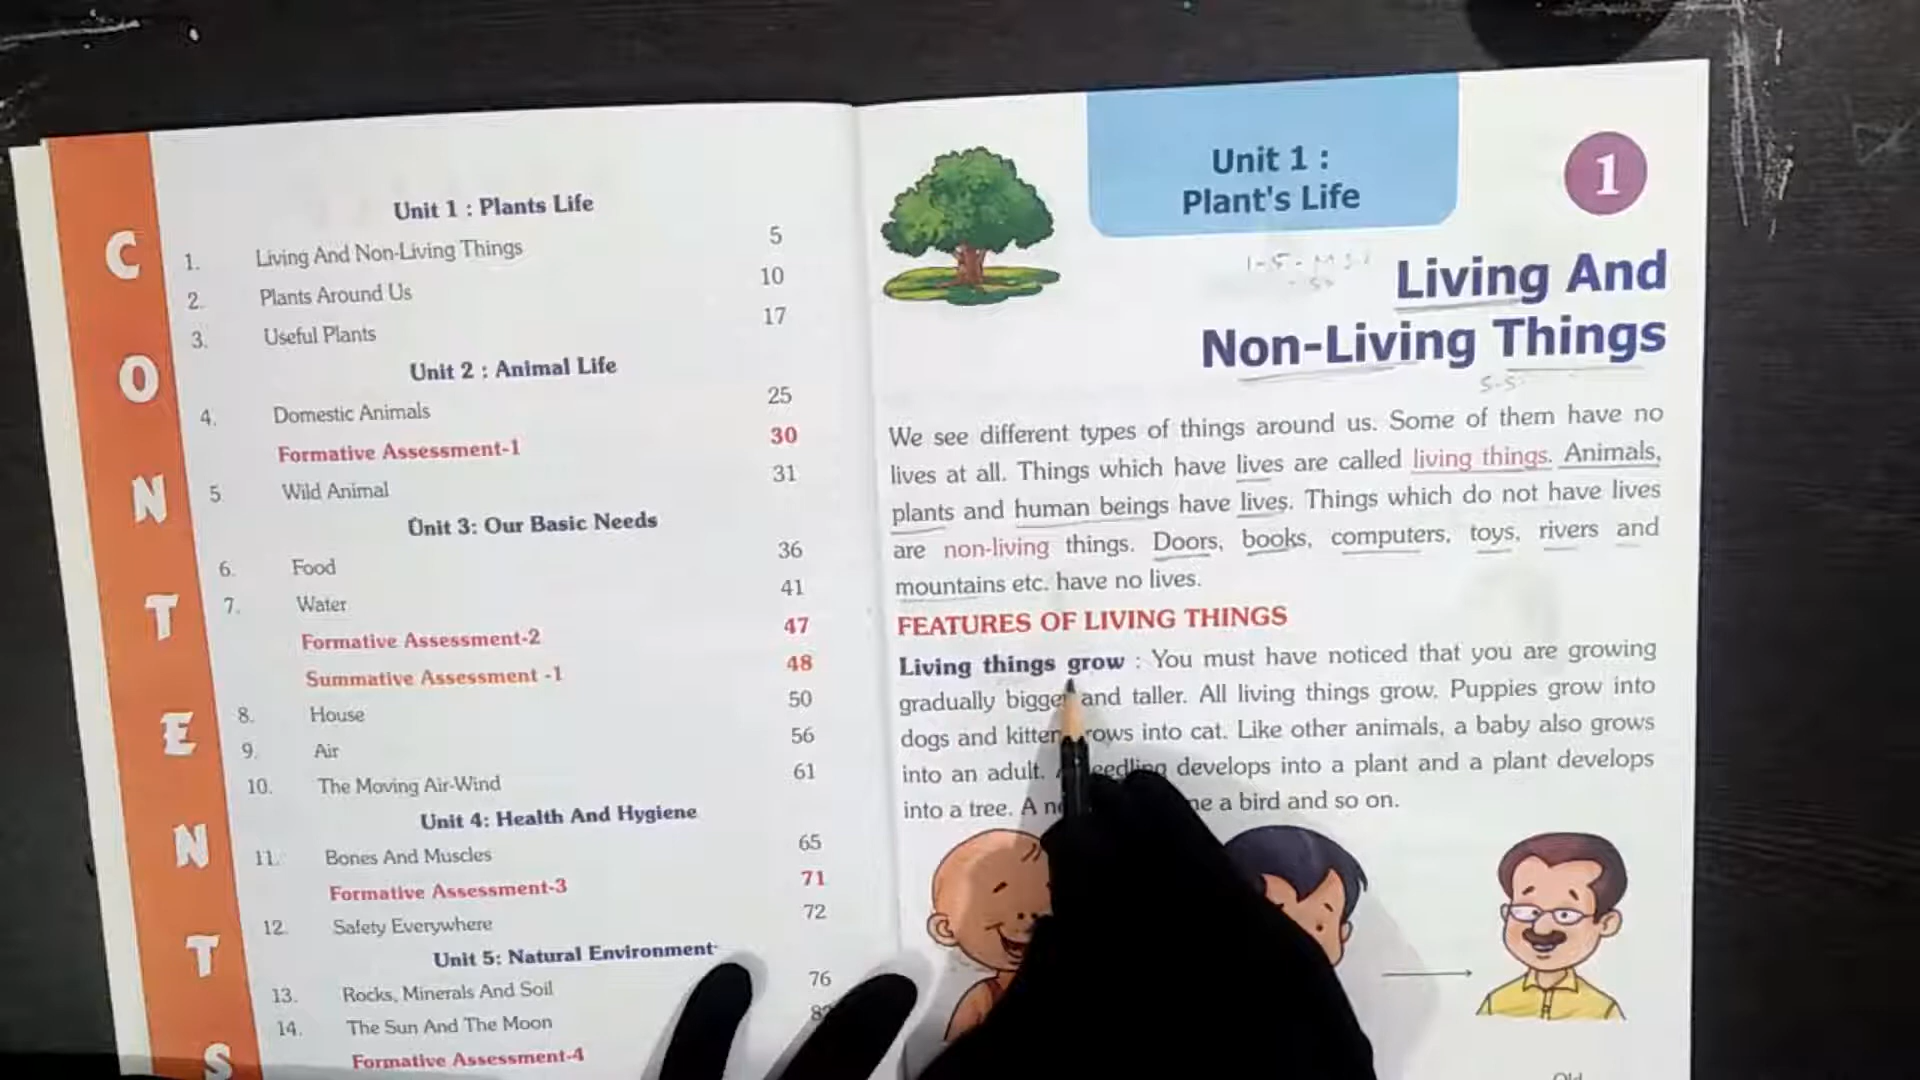 CONTENTS
Unit 1 : Plants Life
1. Living And Non-Living Things 5
2. Plants Around Us 10
3. Useful Plants 17
Unit 2 : Animal Life
4. Domestic Animals 25
Formative Assessment-1 30
5 Wild Animal 31
Unit 3: Our Basic Needs
6. Food 36
7. Water 41
Formative Assessment-2 47
Summative Assessment -1 48
8. House 50
9. Air 56
10. The Moving Air-Wind 61
Unit 4: Health And Hygiene
11. Bones And Muscles 65
Formative Assessment-3 71
12. Safety Everywhere 72
Unit 5: Natural Environment
13. Rocks, Minerals And Soil 76
14. The Sun And The Moon
Formative Assessment-4
Unit 1 :
Plant's Life
1
Living And
Non-Living Things
5-5
We see different types of things around us. Some of them have no
lives at all. Things which have lives are called living things. Animals,
plants and human beings have lives. Things which do not have lives
are non-living things. Doors, books, computers, toys, rivers and
mountains etc. have no lives.
FEATURES OF LIVING THINGS
Living things grow : You must have noticed that you are growing
gradually bigger and taller. All living things grow. Puppies grow into
dogs and kitten rows into cat. Like other animals, a baby also grows
into an adult. eedling develops into a plant and a plant develops
into a tree. A ne a bird and so on.